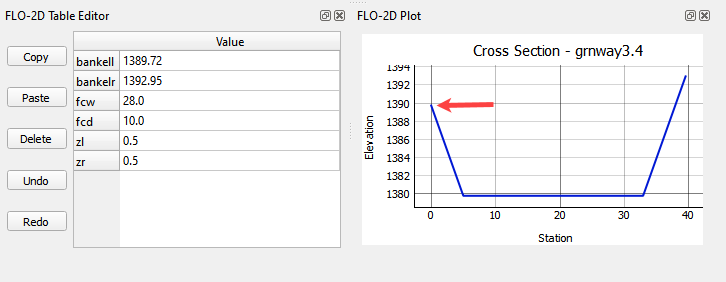 FLO-2D Table Editor
Copy
Paste
Delete
Undo
Redo
Value
bankell 1389.72
bankelr 1392.95
fcw 28.0
fcd 10.0
zl 0.5
zr 0.5
FLO-2D Plot
Cross Section - grnway3.4
Elevation
1394
1392
1390
1388
1386
1384
1382
1380
0 10 20 30 40
Station